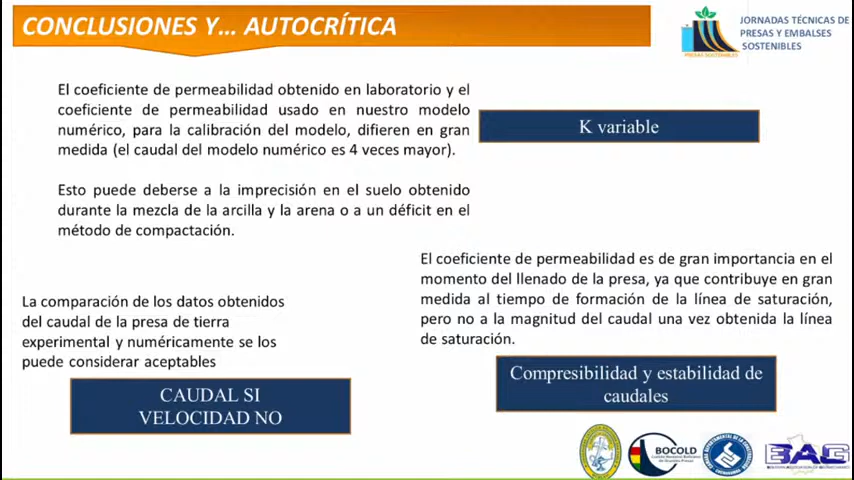 CONCLUSIONES Y... AUTOCRÍTICA
JORNADAS TÉCNICAS DE
PRESAS Y EMBALSES
SOSTENIBLES
PRESAS SOSTENIBLES
El coeficiente de permeabilidad obtenido en laboratorio y el
coeficiente de permeabilidad usado en nuestro modelo
numérico, para la calibración del modelo, difieren en gran
medida (el caudal del modelo numérico es 4 veces mayor).
K variable
Esto puede deberse a la imprecisión en el suelo obtenido
durante la mezcla de la arcilla y la arena o a un déficit en el
método de compactación.
El coeficiente de permeabilidad es de gran importancia en el
momento del llenado de la presa, ya que contribuye en gran
medida al tiempo de formación de la línea de saturación,
pero no a la magnitud del caudal una vez obtenida la línea
de saturación.
La comparación de los datos obtenidos
del caudal de la presa de tierra
experimental y numéricamente se los
puede considerar aceptables
Compresibilidad y estabilidad de
caudales
CAUDAL SI
VELOCIDAD NO
BOCOLD
BAG